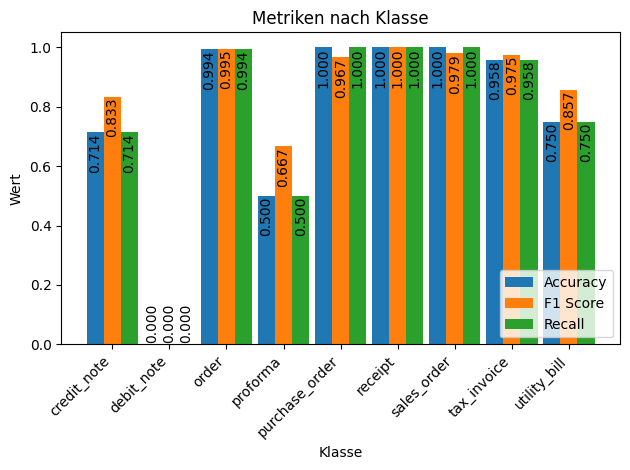 Metriken nach Klasse
Wert
1.0
0.8
0.6
0.4
0.2
0.0
0.714
0.833
0.714
0.000
0.000
0.000
0.994
0.995
0.994
0.500
0.667
0.500
1.000
0.967
1.000
1.000
1.000
1.000
1.000
0.979
1.000
0.958
0.975
0.958
0.750
0.857
0.750
Accuracy
F1 Score
Recall
credit_note
debit_note
order
proforma
purchase_order
receipt
sales_order
tax_invoice
utility_bill
Klasse